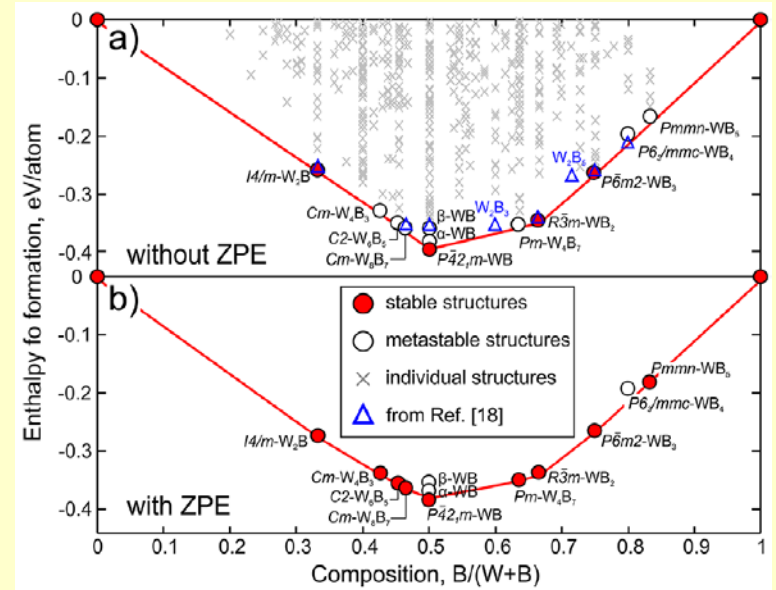 a)
0
-0.1
-0.2
-0.3
-0.4
I4/m-W₂B
Cm-W₄B₃
C2-W₆B₅
Cm-W₈B₇
β-WB
α-WB
P4̄2₁m-WB
W₂B₃
W₂B₅
Pm-W₄B₇
R3̄m-WB₂
P6̄m2-WB₃
P6₃/mmc-WB₄
Pmmn-WB₅
without ZPE
b)
0
-0.1
-0.2
-0.3
-0.4
stable structures
metastable structures
individual structures
from Ref. [18]
I4/m-W₂B
Cm-W₄B₃
C2-W₆B₅
Cm-W₈B₇
β-WB
α-WB
P4̄2₁m-WB
Pm-W₄B₇
R3̄m-WB₂
P6̄m2-WB₃
P6₃/mmc-WB₄
Pmmn-WB₅
with ZPE
Enthalpy fo formation, eV/atom
0 0.1 0.2 0.3 0.4 0.5 0.6 0.7 0.8 0.9 1
Composition, B/(W+B)